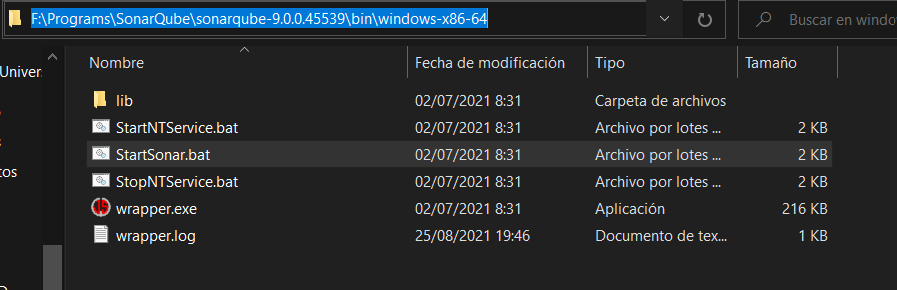 F:\Programs\SonarQube\sonarqube-9.0.0.45539\bin\windows-x86-64
Buscar en windo
Nombre Fecha de modificación Tipo Tamaño
Univer
lib 02/07/2021 8:31 Carpeta de archivos
StartNTService.bat 02/07/2021 8:31 Archivo por lotes ... 2 KB
StartSonar.bat 02/07/2021 8:31 Archivo por lotes ... 2 KB
tos
StopNTService.bat 02/07/2021 8:31 Archivo por lotes ... 2 KB
wrapper.exe 02/07/2021 8:31 Aplicación 216 KB
wrapper.log 25/08/2021 19:46 Documento de tex... 1 KB